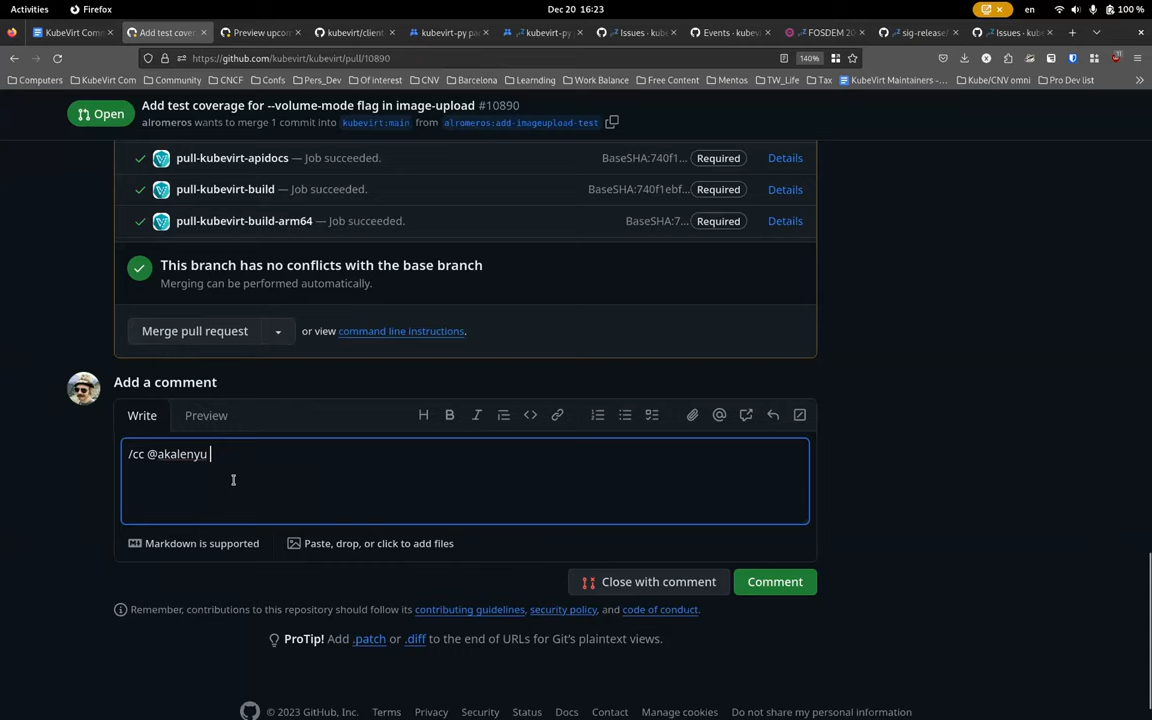 Activities Firefox Dec 20 16:23 en 100 %
KubeVirt Com Add test cove Preview upcom kubevirt/client kubevirt-py pa kubevirt-py Issues · kube Events · kubev FOSDEM 20 sig-release/ Issues · kube
https://github.com/kubevirt/kubevirt/pull/10890 140%
Computers KubeVirt Com Community CNCF Confs Pers_Dev Of interest CNV Barcelona Learnding Work Balance Free Content Mentos TW_Life Tax KubeVirt Maintainers -... Kube/CNV omni Pro Dev list
Open
Add test coverage for --volume-mode flag in image-upload #10890
alromeros wants to merge 1 commit into kubevirt:main from alromeros:add-imageupload-test
pull-kubevirt-apidocs — Job succeeded. BaseSHA:740f1... Required Details
pull-kubevirt-build — Job succeeded. BaseSHA:740f1ebf... Required Details
pull-kubevirt-build-arm64 — Job succeeded. BaseSHA:7... Required Details
This branch has no conflicts with the base branch
Merging can be performed automatically.
Merge pull request or view command line instructions.
Add a comment
Write Preview
/cc @akalenyu
Markdown is supported Paste, drop, or click to add files
Close with comment Comment
Remember, contributions to this repository should follow its contributing guidelines, security policy, and code of conduct.
ProTip! Add .patch or .diff to the end of URLs for Git's plaintext views.
© 2023 GitHub, Inc. Terms Privacy Security Status Docs Contact Manage cookies Do not share my personal information